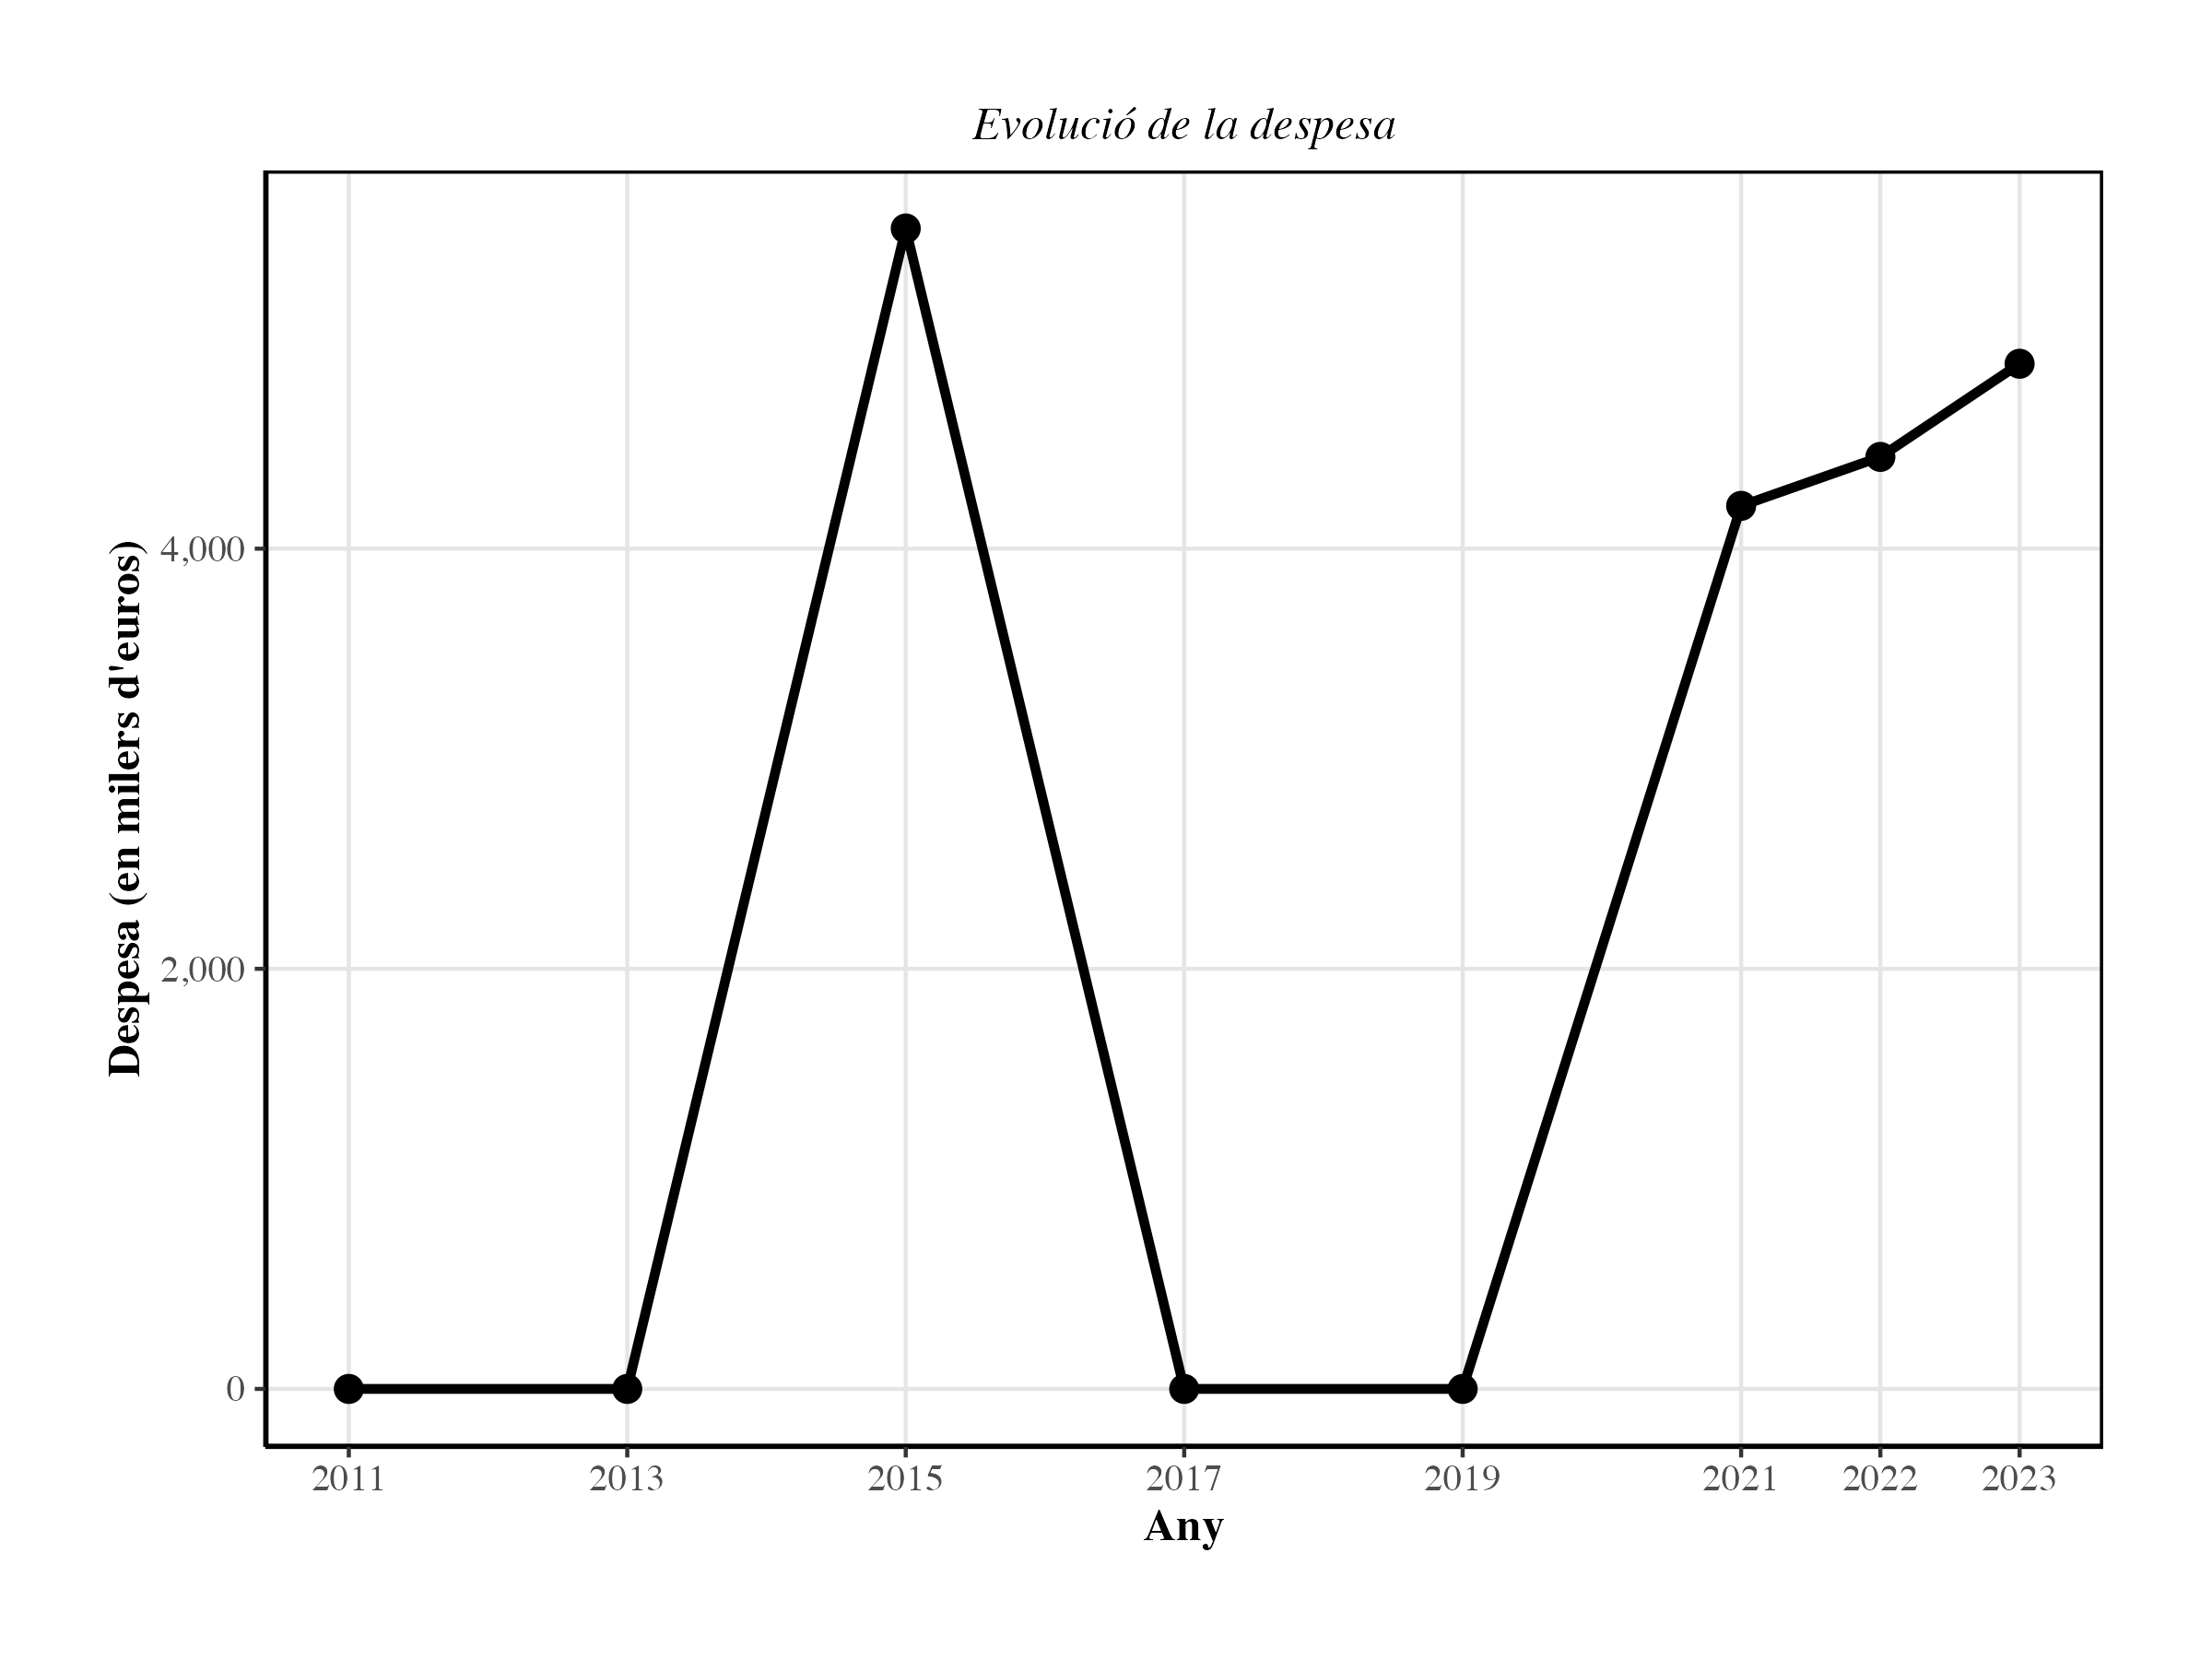 Evolució de la despesa
Despesa (en milers d'euros)
4,000
2,000
0
2011 2013 2015 2017 2019 2021 2022 2023
Any